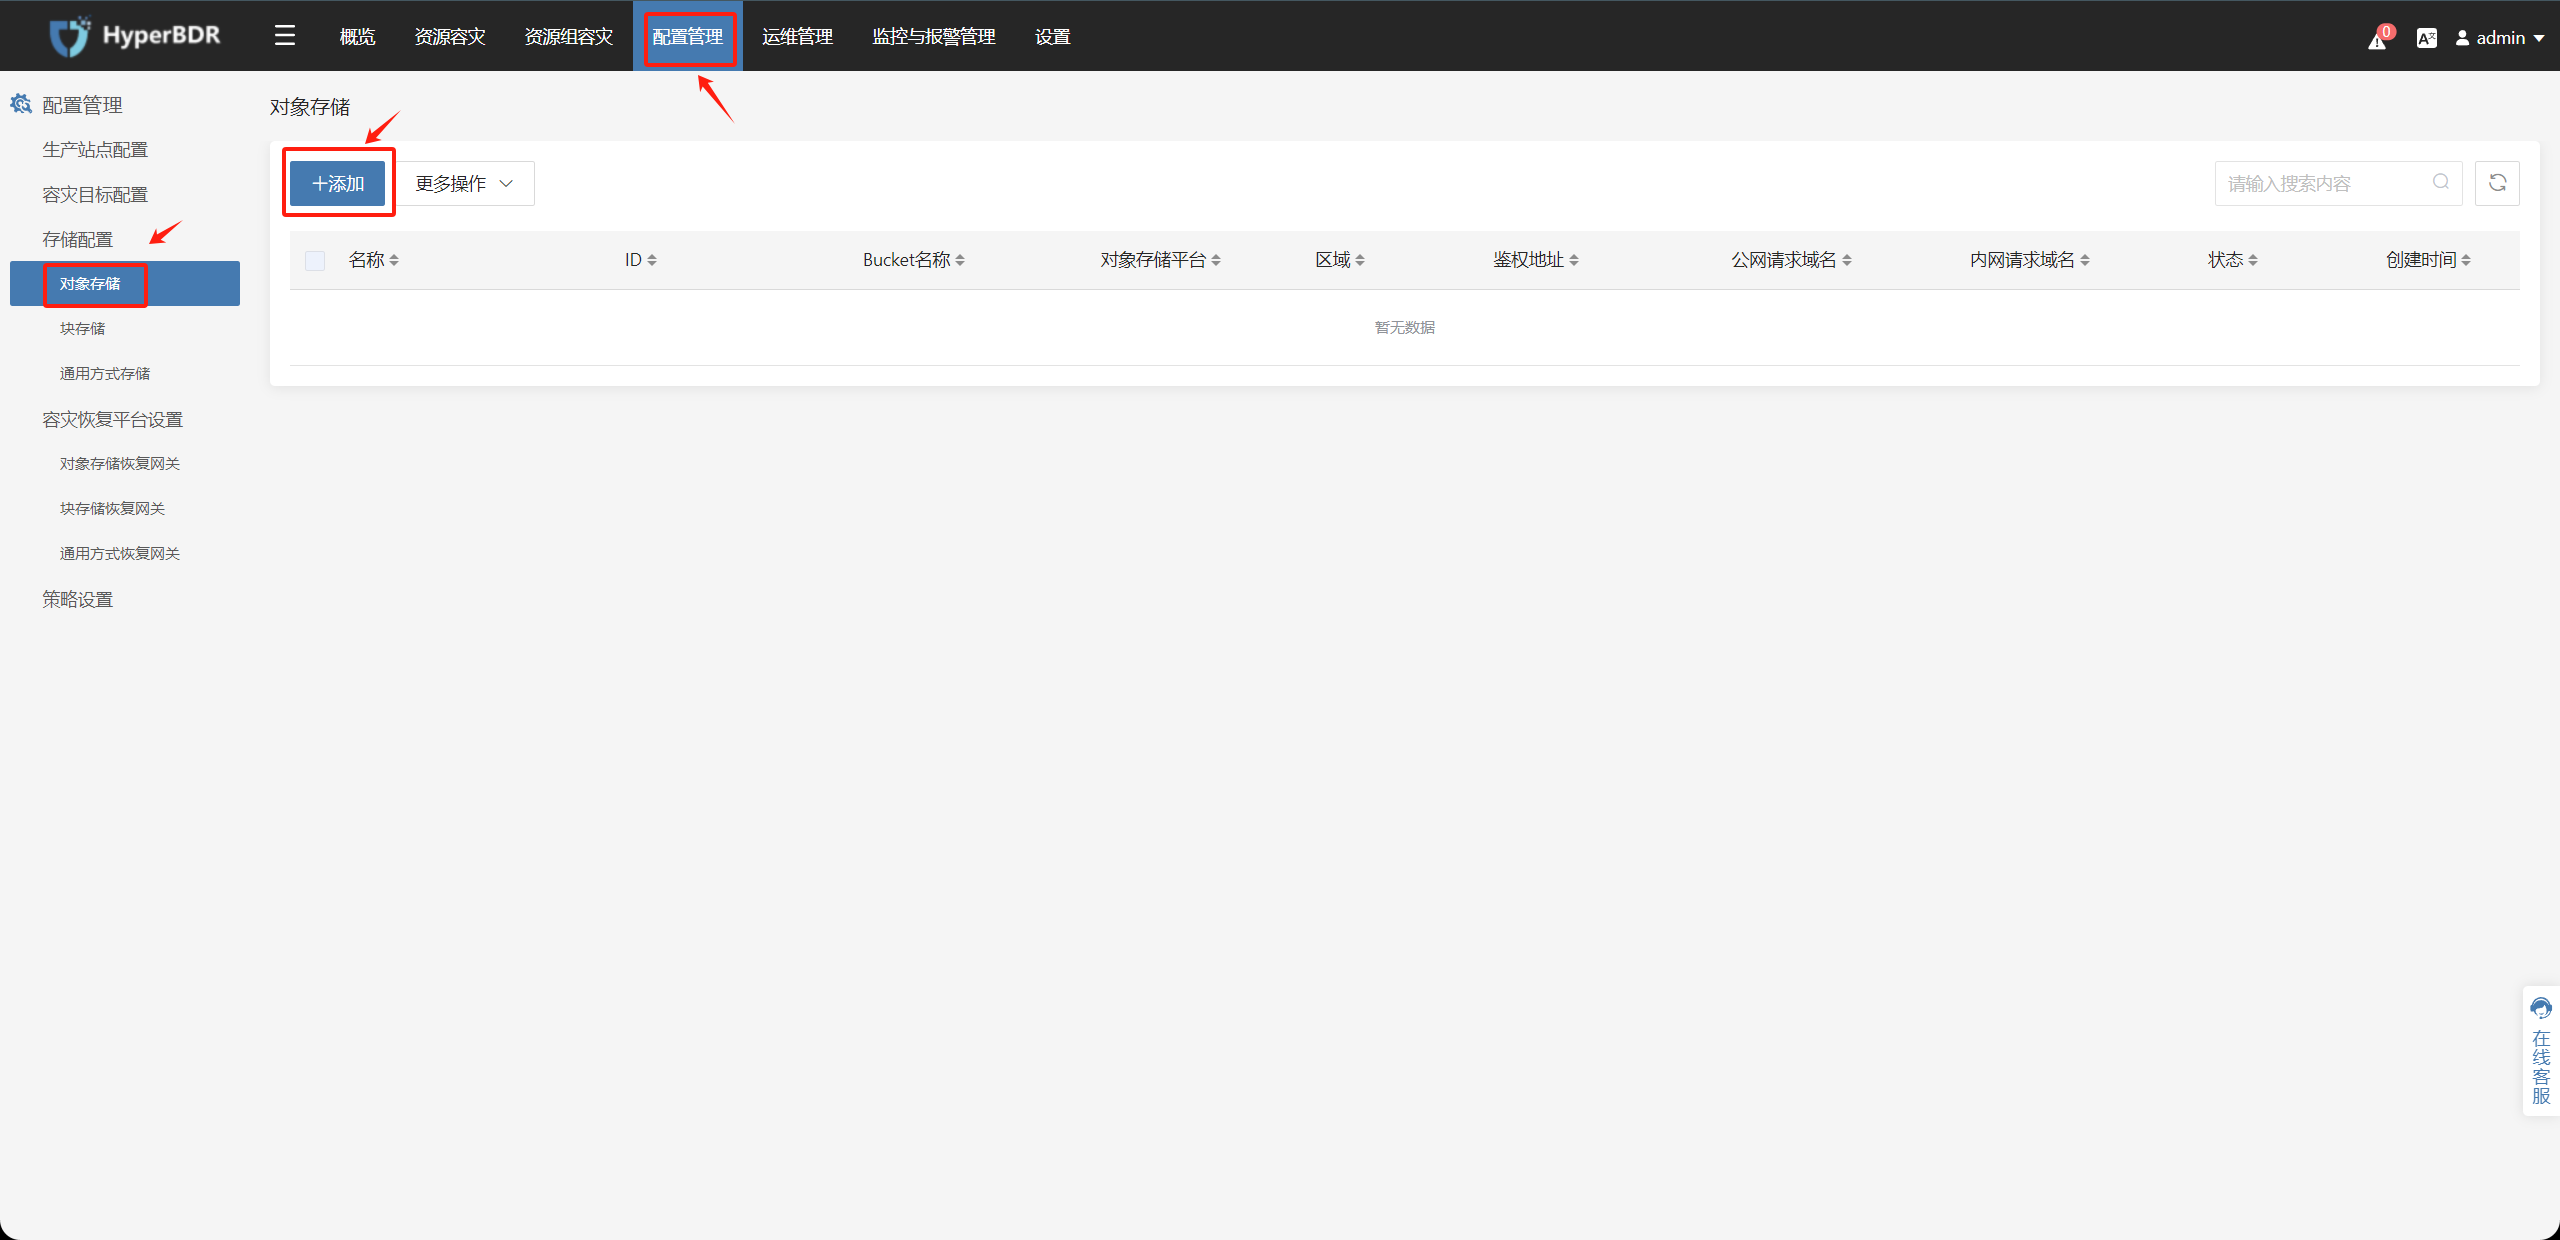 HyperBDR
概览
资源容灾
资源组容灾
配置管理
运维管理
监控与报警管理
设置
0
admin
配置管理
生产站点配置
容灾目标配置
存储配置
对象存储
块存储
通用方式存储
容灾恢复平台设置
对象存储恢复网关
块存储恢复网关
通用方式恢复网关
策略设置
对象存储
+添加
更多操作
请输入搜索内容
名称
ID
Bucket名称
对象存储平台
区域
鉴权地址
公网请求域名
内网请求域名
状态
创建时间
暂无数据
在线客服